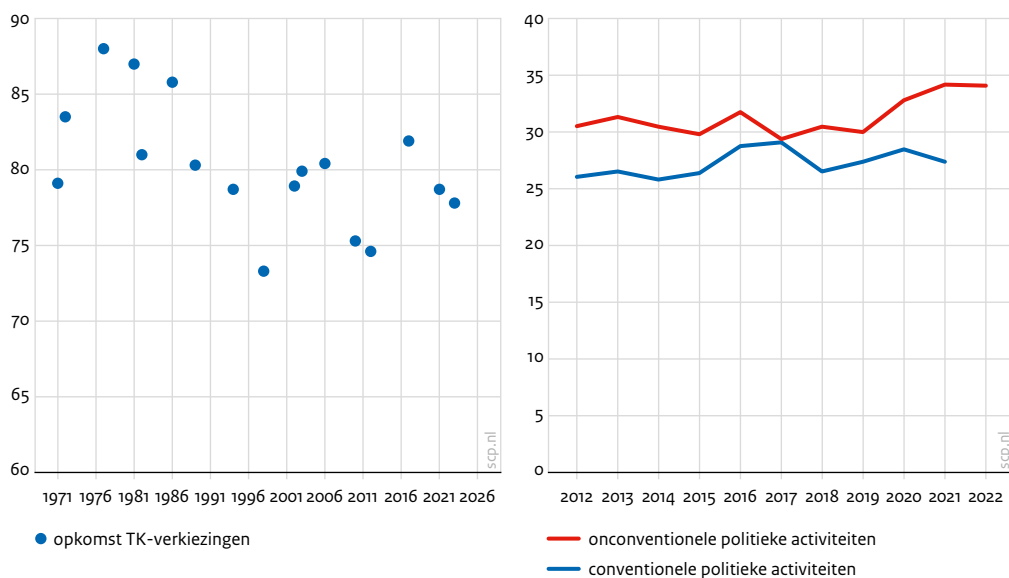 90
85
80
75
70
65
60
1971 1976 1981 1986 1991 1996 2001 2006 2011 2016 2021 2026
scp.nl
opkomst TK-verkiezingen
40
35
30
25
20
15
10
5
0
2012 2013 2014 2015 2016 2017 2018 2019 2020 2021 2022
scp.nl
onconventionele politieke activiteiten
conventionele politieke activiteiten